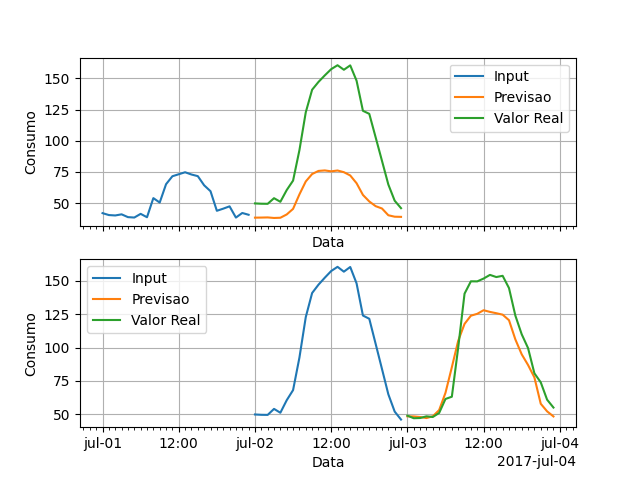 150
125
100
75
50
Consumo
Input
Previsao
Valor Real
Data
150
125
100
75
50
Consumo
Input
Previsao
Valor Real
jul-01
12:00
jul-02
12:00
jul-03
12:00
jul-04
Data
2017-jul-04